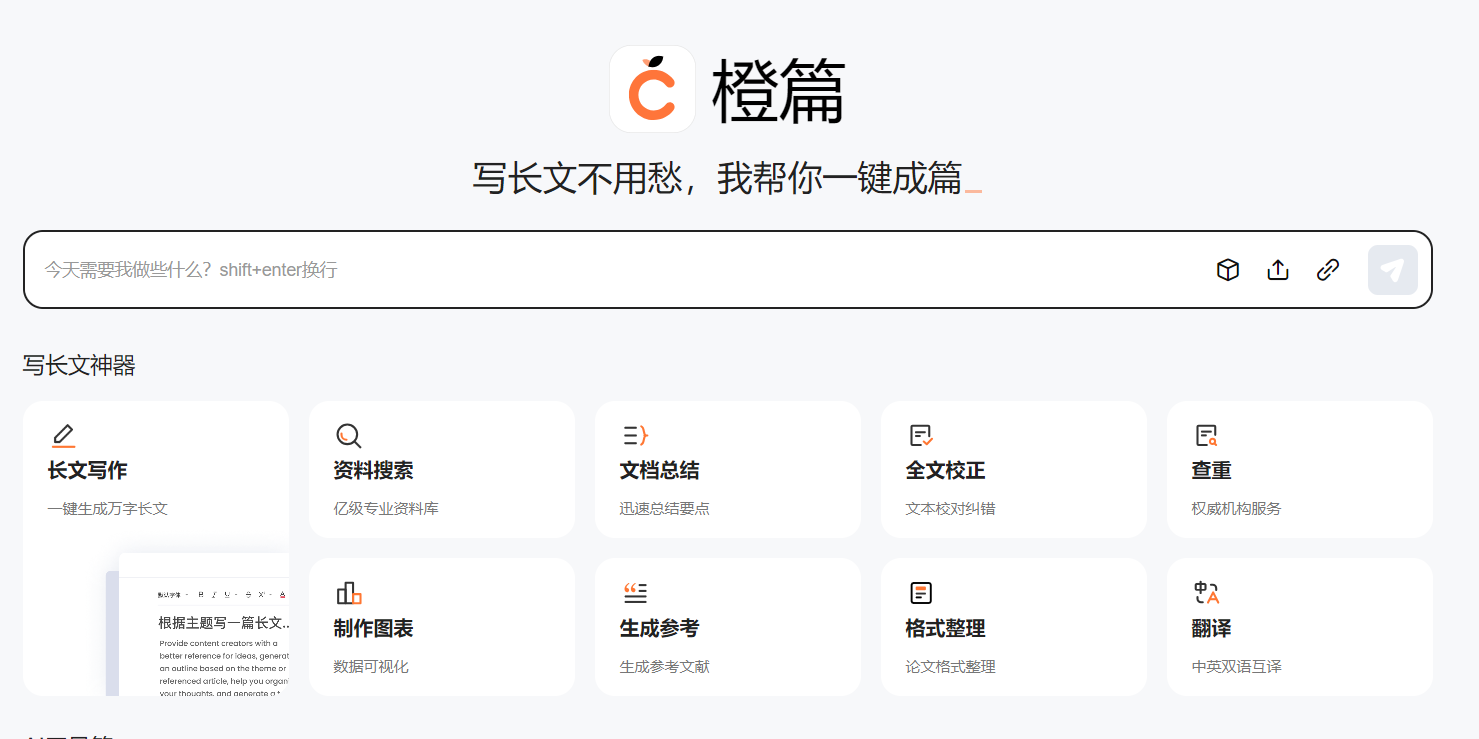 橙篇
写长文不用愁，我帮你一键成篇_
今天需要我做些什么？shift+enter换行
写长文神器
长文写作
一键生成万字长文
资料搜索
亿级专业资料库
文档总结
迅速总结要点
全文校正
文本校对纠错
查重
权威机构服务
默认字体 B I U S X² A
根据主题写一篇长文...
Provide content creators with a
better reference for ideas, generat
an outline based on the theme or
referenced article, help you organi
your thoughts, and generate a
制作图表
数据可视化
生成参考
生成参考文献
格式整理
论文格式整理
中A
翻译
中英双语互译